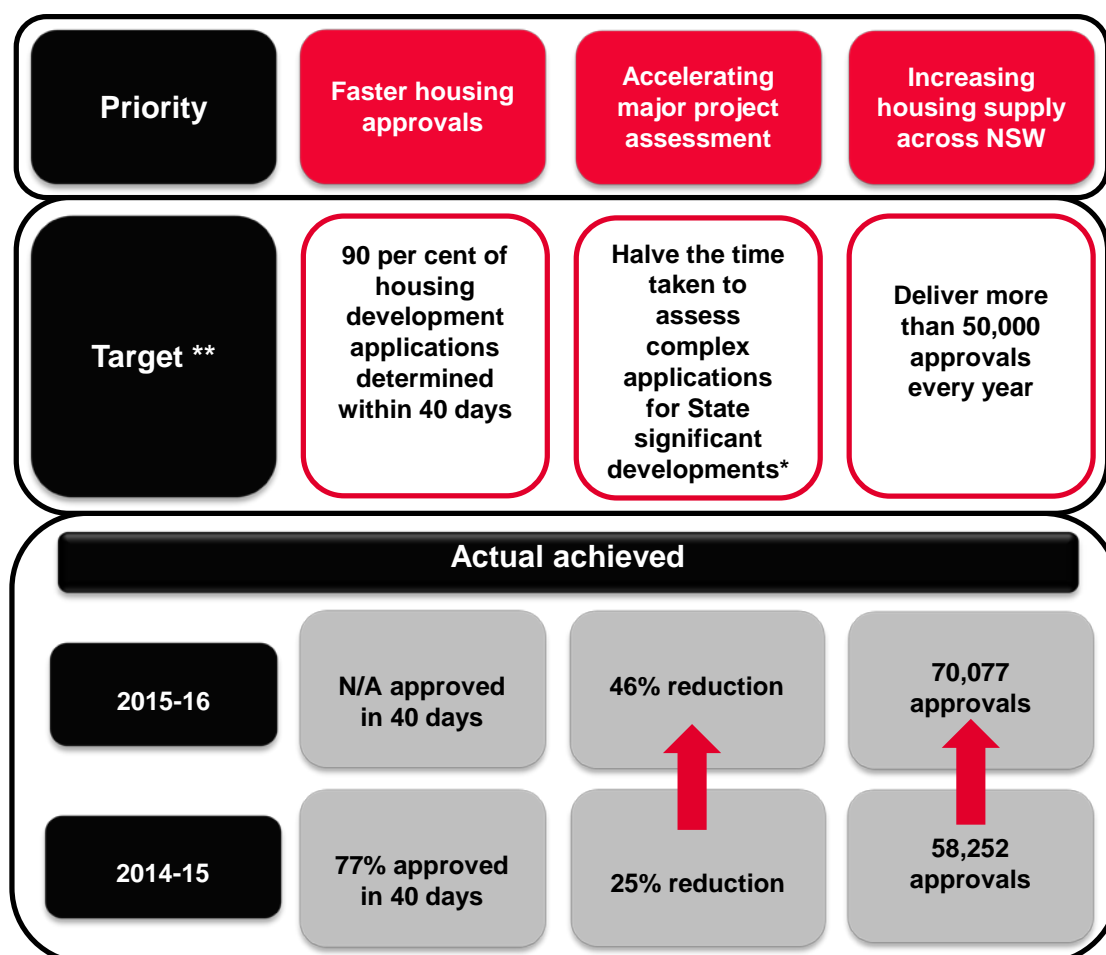 Priority
Faster housing
approvals
Accelerating
major project
assessment
Increasing
housing supply
across NSW
Target **
90 per cent of
housing
development
applications
determined
within 40 days
Halve the time
taken to
assess
complex
applications
for State
significant
developments*
Deliver more
than 50,000
approvals
every year
Actual achieved
2015-16
N/A approved
in 40 days
46% reduction
70,077
approvals
2014-15
77% approved
in 40 days
25% reduction
58,252
approvals